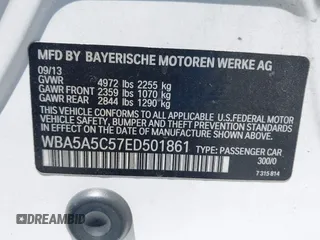 MFD BY BAYERISCHE MOTOREN WERKE AG
09/13
GVWR 4972 lbs 2255 kg
GAWR FRONT 2359 lbs 1070 kg
GAWR REAR 2844 lbs 1290 kg
THIS VEHICLE CONFORMS TO ALL APPLICABLE U.S.FEDERAL MOTOR
VEHICLE SAFETY, BUMPER, AND THEFT PREVENTION STANDARDS IN
EFFECT ON THE DATE OF MANUFACTURE SHOWN ABOVE.
WBA5A5C57ED501861 TYPE: PASSENGER CAR
300/0
7 315 814
© DREAMBID